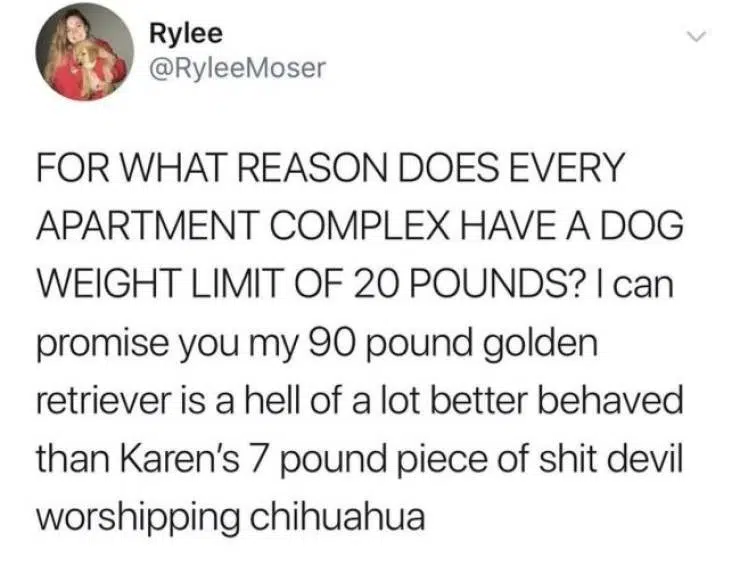 Rylee
@RyleeMoser
FOR WHAT REASON DOES EVERY
APARTMENT COMPLEX HAVE A DOG
WEIGHT LIMIT OF 20 POUNDS? I can
promise you my 90 pound golden
retriever is a hell of a lot better behaved
than Karen's 7 pound piece of shit devil
worshipping chihuahua